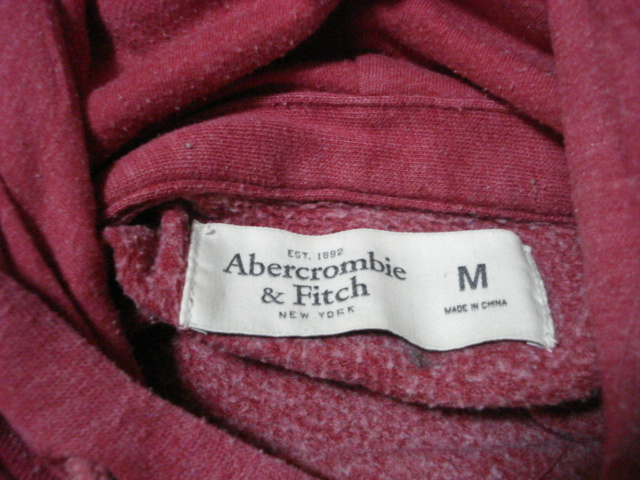 EST. 1892
Abercrombie
& Fitch
NEW YORK
M
MADE IN CHINA